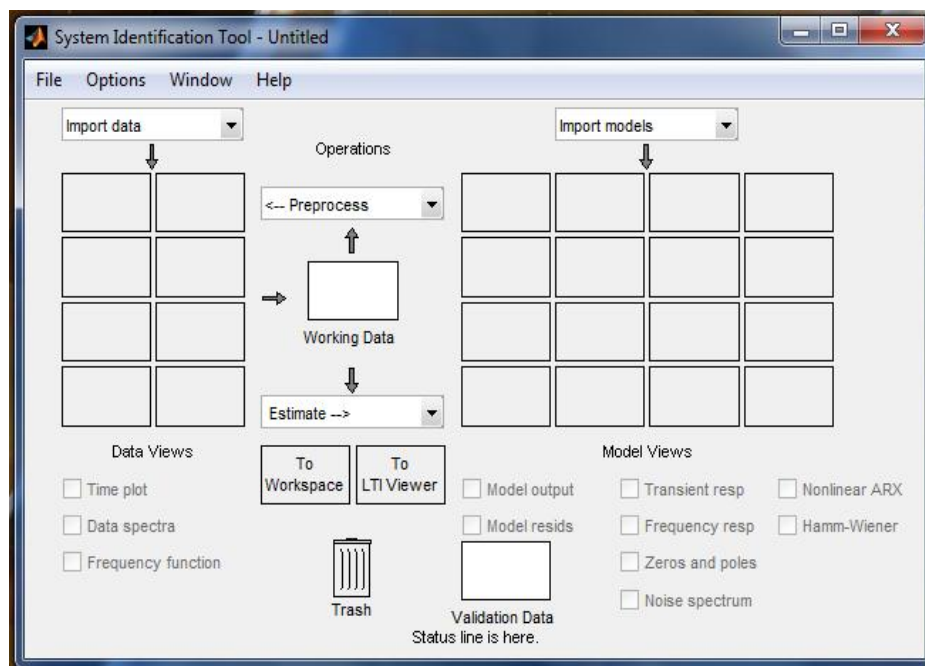 System Identification Tool - Untitled
File Options Window Help
Import data
Import models
Operations
<-- Preprocess
Working Data
Estimate -->
Data Views
To Workspace
To LTI Viewer
Model Views
Time plot
Data spectra
Frequency function
Model output
Model resids
Transient resp
Frequency resp
Zeros and poles
Noise spectrum
Nonlinear ARX
Hamm-Wiener
Trash
Validation Data
Status line is here.